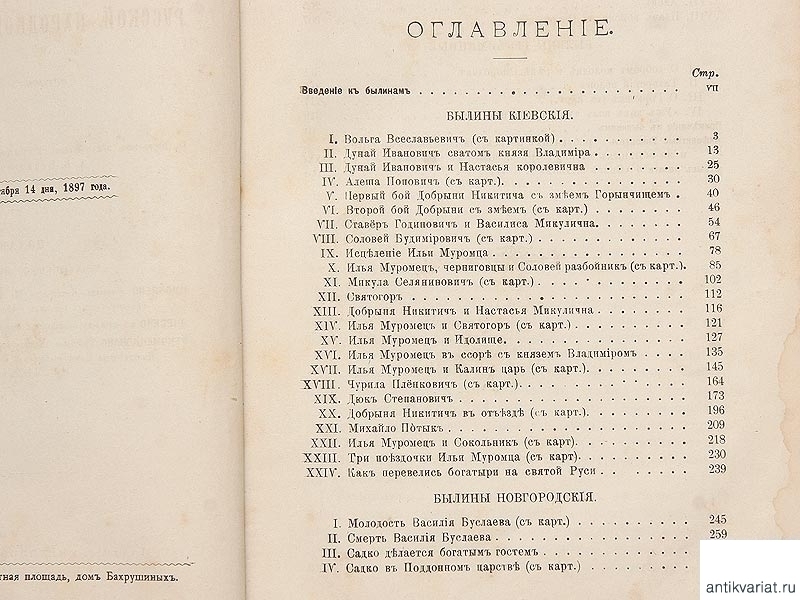 ября 14 дня, 1897 года.
тная площадь, домъ Бахрушиныхъ.
ОГЛАВЛЕНІЕ.
Стр.
Введеніе къ былинамъ . . . . . . . . . . . . . . . . . . . . . . VII
БЫЛИНЫ КІЕВСКІЯ.
I. Вольга Всеславьевичъ (съ картинкой) . . . . . . . . . . 3
II. Дунай Ивановичъ сватомъ князя Владиміра . . . . . . . 13
III. Дунай Ивановичъ и Настасья королевична . . . . . . . . 25
IV. Алеша Поповичъ (съ карт.). . . . . . . . . . . . . . . 30
V. Первый бой Добрыни Никитича съ змѣемъ Горынчищемъ . 40
VI. Второй бой Добрыни съ змѣемъ (съ карт.) . . . . . . . 46
VII. Ставёръ Годиновичъ и Василиса Микулична. . . . . . . 54
VIII. Соловей Будиміровичъ (съ карт.) . . . . . . . . . . . 67
IX. Исцѣленіе Ильи Муромца . . . . . . . . . . . . . . . 78
X. Илья Муромецъ, черниговцы и Соловей разбойникъ (съ карт.). 85
XI. Микула Селяниновичъ (съ карт.) . . . . . . . . . . . 102
XII. Святогоръ . . . . . . . . . . . . . . . . . . . . . 112
XIII. Добрыня Никитичъ и Настасья Микулична . . . . . . . 116
XIV. Илья Муромецъ и Святогоръ (съ карт.) . . . . . . . . 121
XV. Илья Муромецъ и Идолище. . . . . . . . . . . . . . . 127
XVI. Илья Муромецъ въ ссорѣ съ княземъ Владиміромъ . . . . 135
XVII. Илья Муромецъ и Калинъ царь (съ карт.) . . . . . . . 145
XVIII. Чурила Плёнковичъ (съ карт.). . . . . . . . . . . . 164
XIX. Дюкъ Степановичъ . . . . . . . . . . . . . . . . . . 173
XX. Добрыня Никитичъ въ отъѣздѣ (съ карт.). . . . . . . . 196
XXI. Михайло Пóтыкъ . . . . . . . . . . . . . . . . . . . 209
XXII. Илья Муромецъ и Сокольникъ (съ карт). . . . . . . . 218
XXIII. Три поѣздочки Ильи Муромца (съ карт). . . . . . . . 230
XXIV. Какъ перевелись богатыри на святой Руси . . . . . . 239
БЫЛИНЫ НОВГОРОДСКІЯ.
I. Молодость Василія Буслаева (съ карт.) . . . . . . . . . 245
II. Смерть Василія Буслаева . . . . . . . . . . . . . . . 259
III. Садко дѣлается богатымъ гостемъ . . . . . . . . . . .
IV. Садко въ Поддонномъ царствѣ (съ карт.) . . . . . . . .
antikvariat.ru